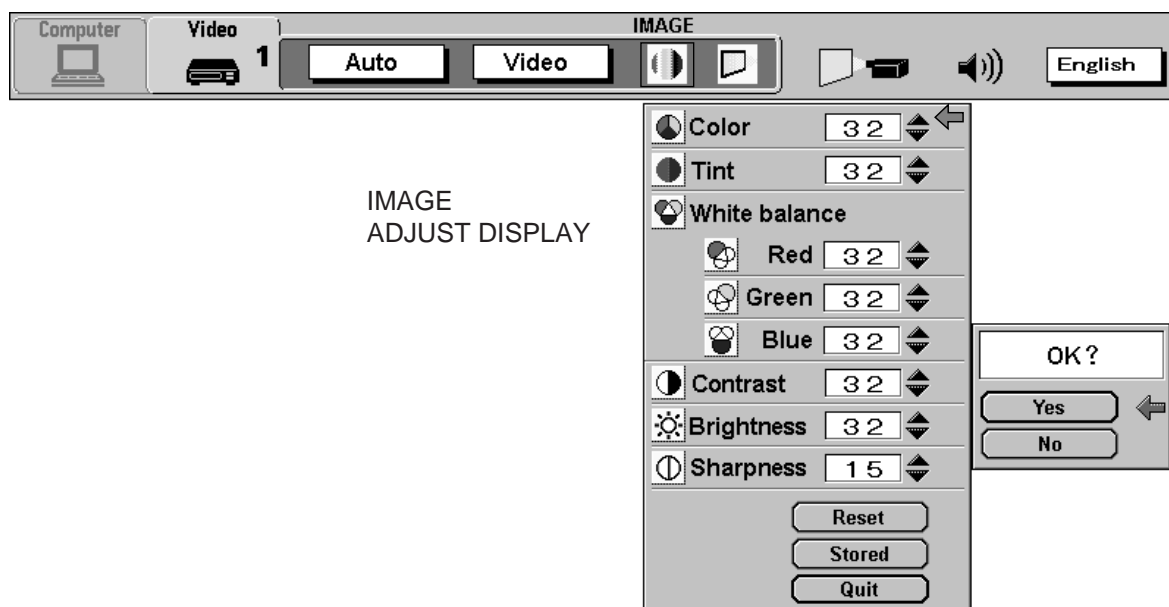 Computer
Video
IMAGE
1
Auto
Video
English
IMAGE
ADJUST DISPLAY
Color 32
Tint 32
White balance
Red 32
Green 32
Blue 32
Contrast 32
Brightness 32
Sharpness 15
Reset
Stored
Quit
OK?
Yes
No